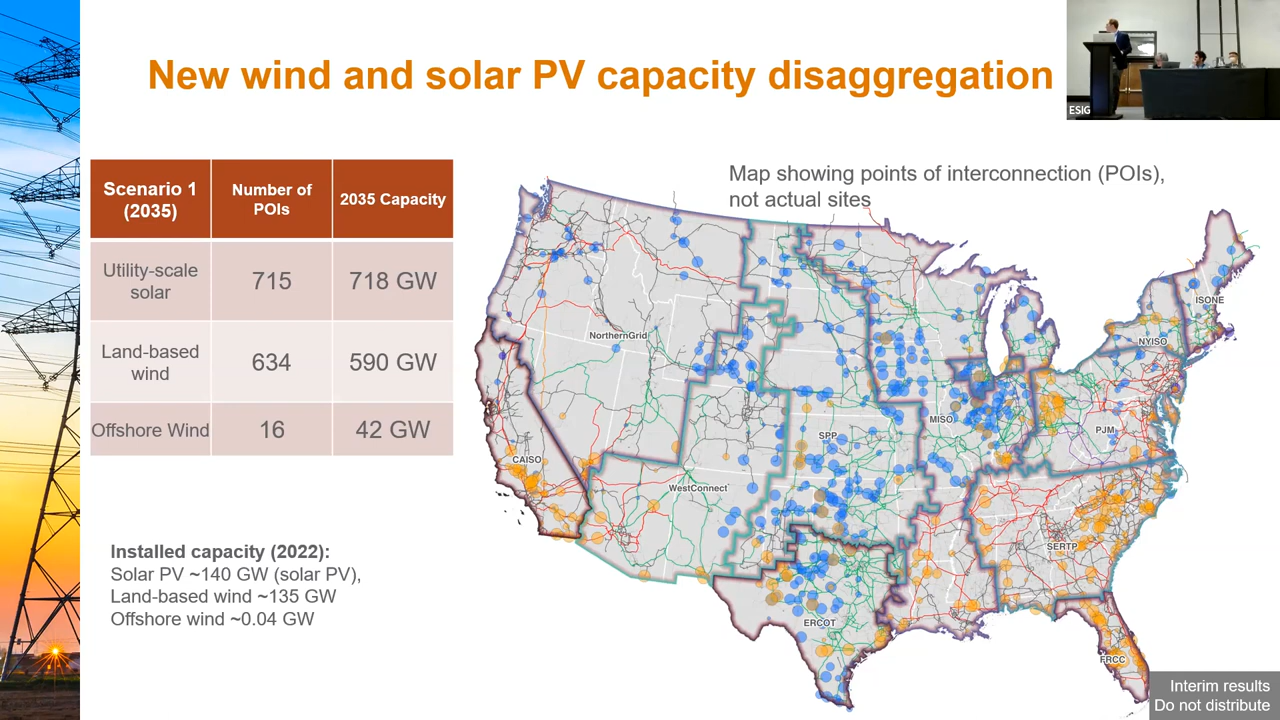 New wind and solar PV capacity disaggregation
ESIG
Scenario 1
(2035)
Number of
POIs
2035 Capacity
Utility-scale
solar
715
718 GW
Land-based
wind
634
590 GW
Offshore Wind
16
42 GW
Installed capacity (2022):
Solar PV ~140 GW (solar PV),
Land-based wind ~135 GW
Offshore wind ~0.04 GW
Map showing points of interconnection (POIs),
not actual sites
ISONE
NorthernGrid
NYISO
MISO
PJM
SPP
CAISO
WestConnect
SERTP
ERCOT
FRCC
Interim results
Do not distribute